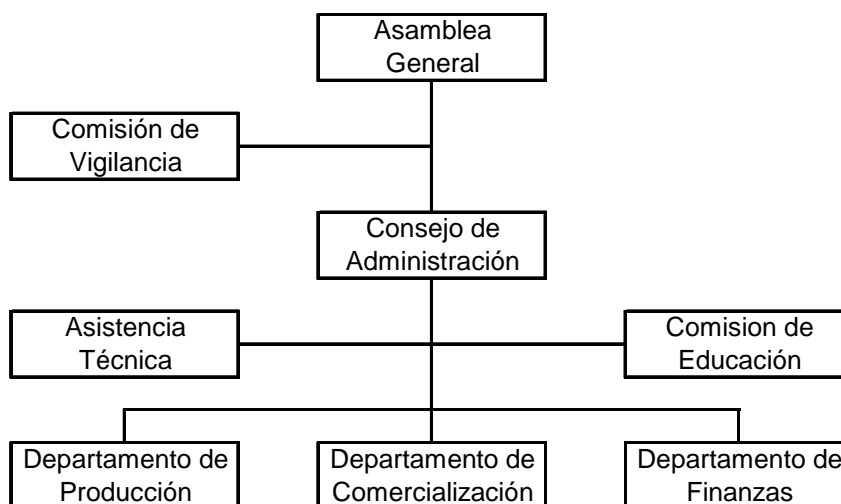 Asamblea
General
Comisión de
Vigilancia
Consejo de
Administración
Asistencia
Técnica
Comision de
Educación
Departamento de
Producción
Departamento de
Comercialización
Departamento de
Finanzas